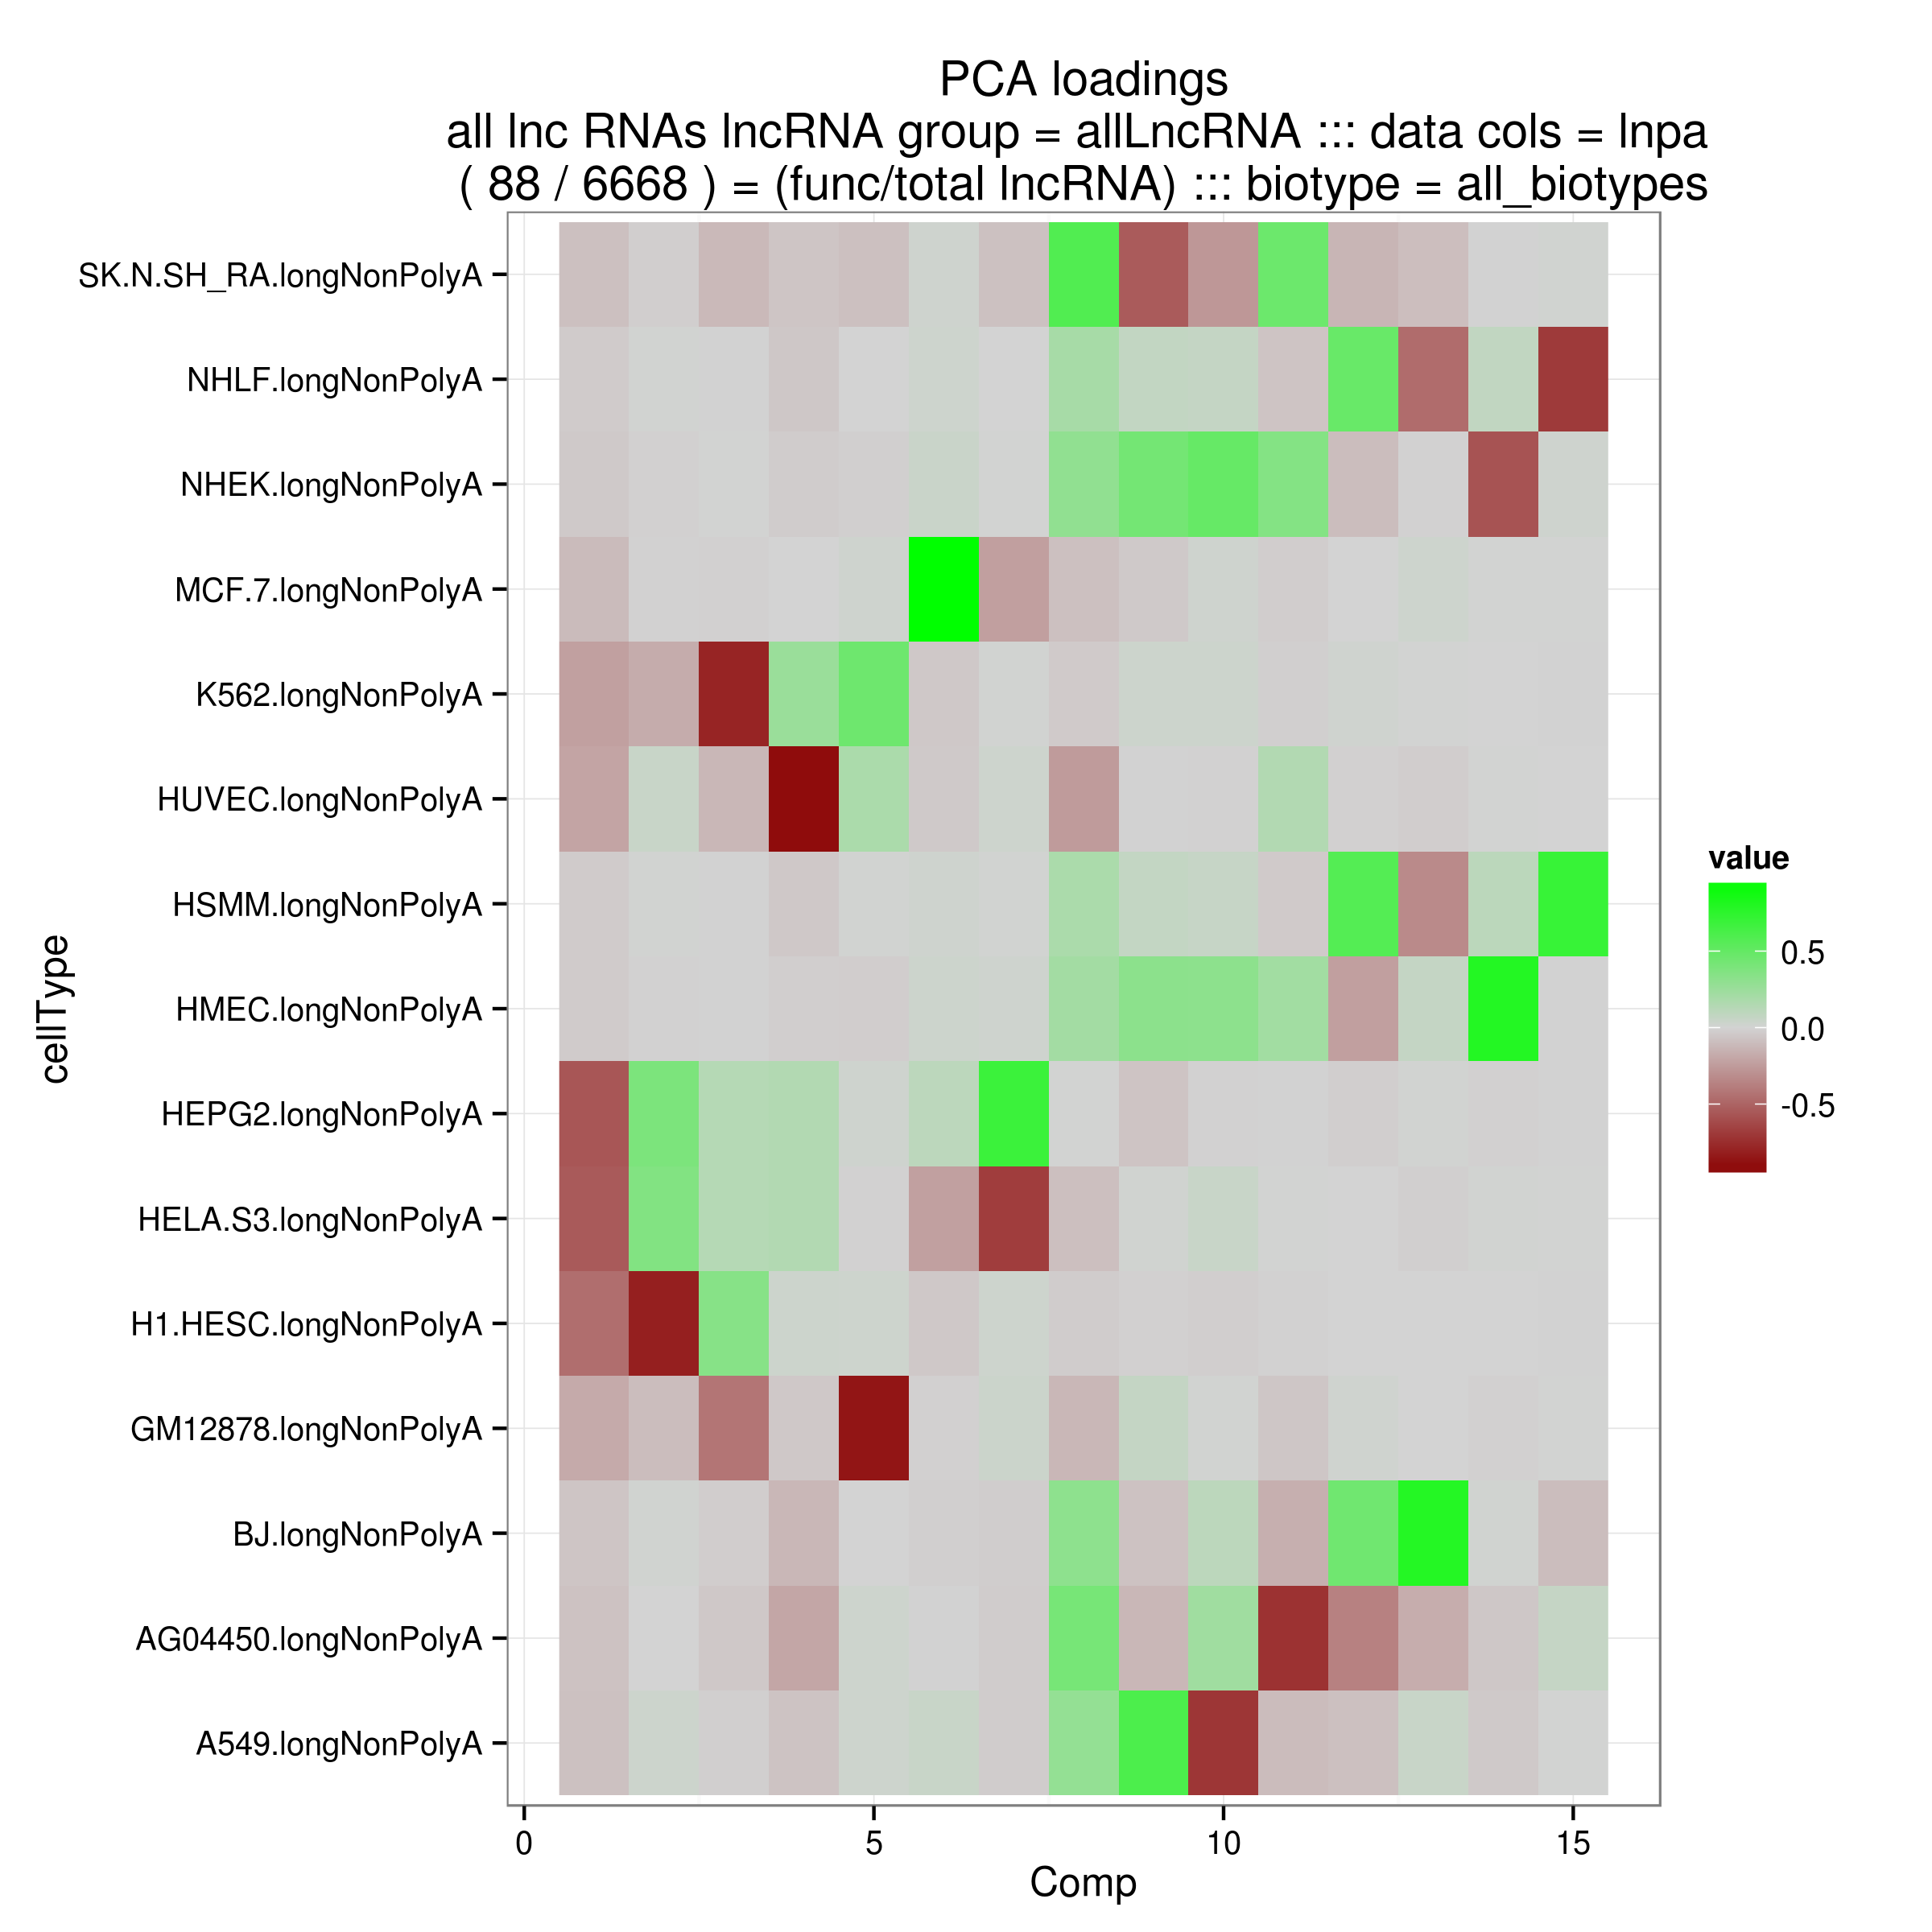 PCA loadings
all lnc RNAs lncRNA group = allLncRNA ::: data cols = lnpa
( 88 / 6668 ) = (func/total lncRNA) ::: biotype = all_biotypes
SK.N.SH_RA.longNonPolyA
NHLF.longNonPolyA
NHEK.longNonPolyA
MCF.7.longNonPolyA
K562.longNonPolyA
HUVEC.longNonPolyA
HSMM.longNonPolyA
HMEC.longNonPolyA
HEPG2.longNonPolyA
HELA.S3.longNonPolyA
H1.HESC.longNonPolyA
GM12878.longNonPolyA
BJ.longNonPolyA
AG04450.longNonPolyA
A549.longNonPolyA
cellType
0
5
10
15
Comp
value
0.5
0.0
-0.5